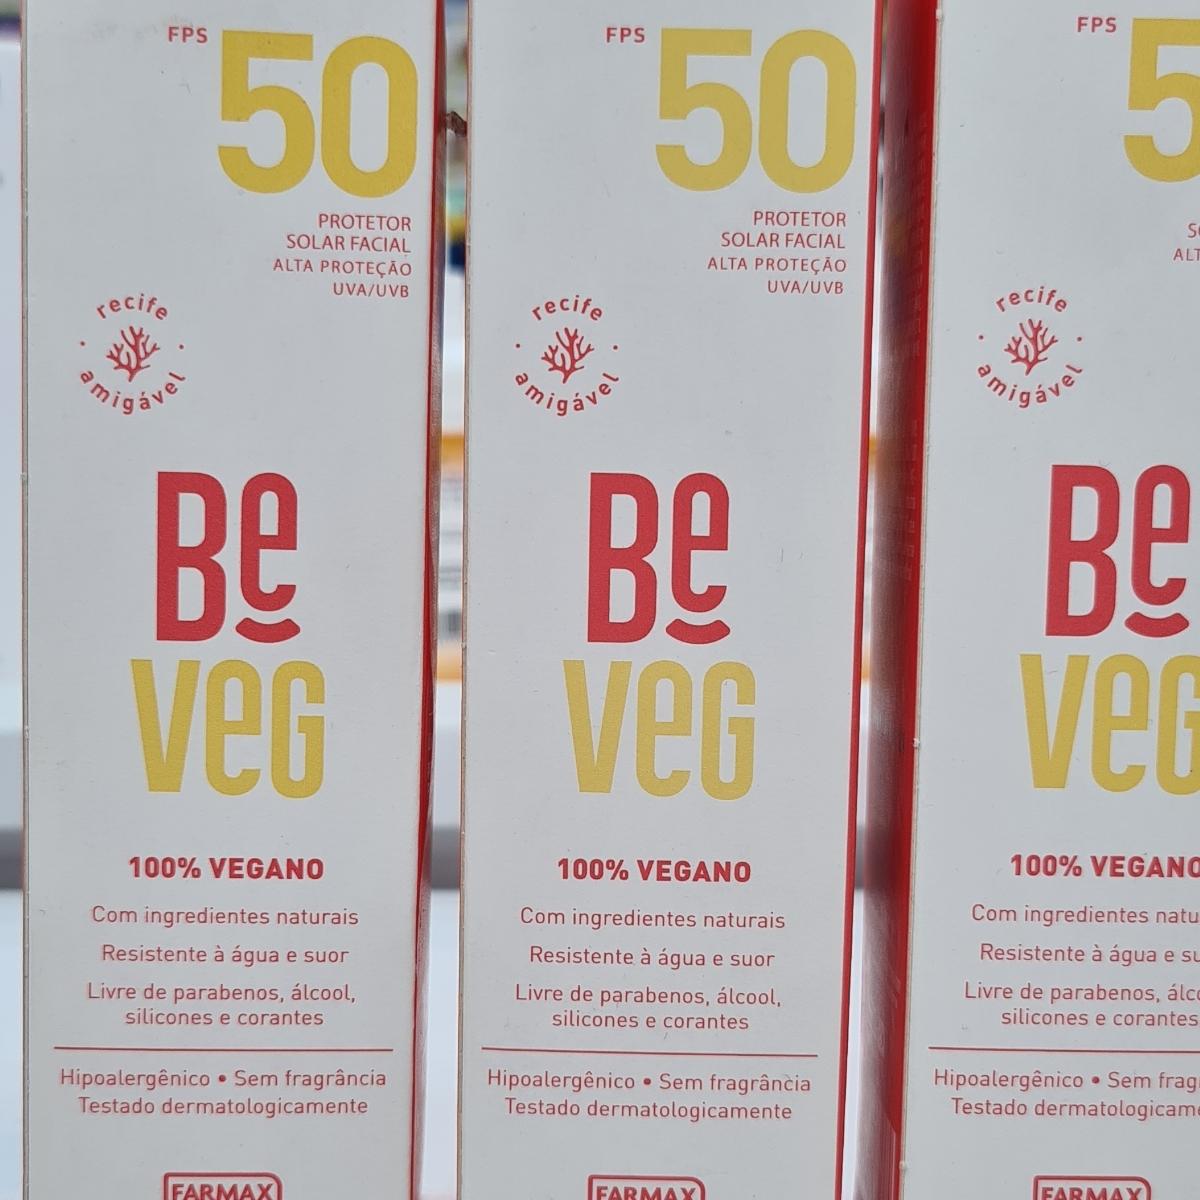 FPS 50
PROTETOR
SOLAR FACIAL
ALTA PROTEÇÃO
UVA/UVB
recife
amigável
Be
veg
100% VEGANO
Com ingredientes naturais
Resistente à água e suor
Livre de parabenos, álcool,
silicones e corantes
Hipoalergênico • Sem fragrância
Testado dermatologicamente
FARMAX
FPS 50
PROTETOR
SOLAR FACIAL
ALTA PROTEÇÃO
UVA/UVB
recife
amigável
Be
veg
100% VEGANO
Com ingredientes naturais
Resistente à água e suor
Livre de parabenos, álcool,
silicones e corantes
Hipoalergênico • Sem fragrância
Testado dermatologicamente
FARMAX
FPS 5
recife
amigável
Be
veg
100% VEGANO
Com ingredientes
Resistente à água e
Livre de parabenos,
silicones e corantes
Hipoalergênico • Sem
Testado
FARMAX